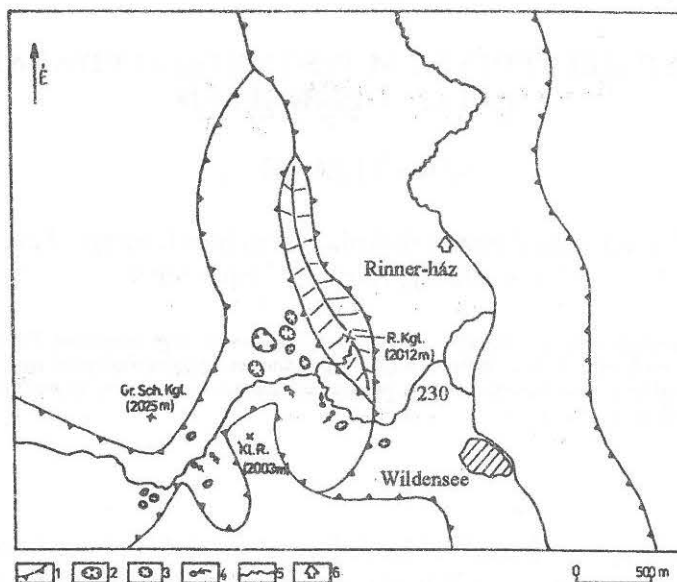 É
Rinner-ház
R. Kgl.
(2012m)
Gr. Sch. Kgl.
(2025m)
230
Kl. R.
(2003m)
Wildensee
1 2 3 4 5 6 0 500 m